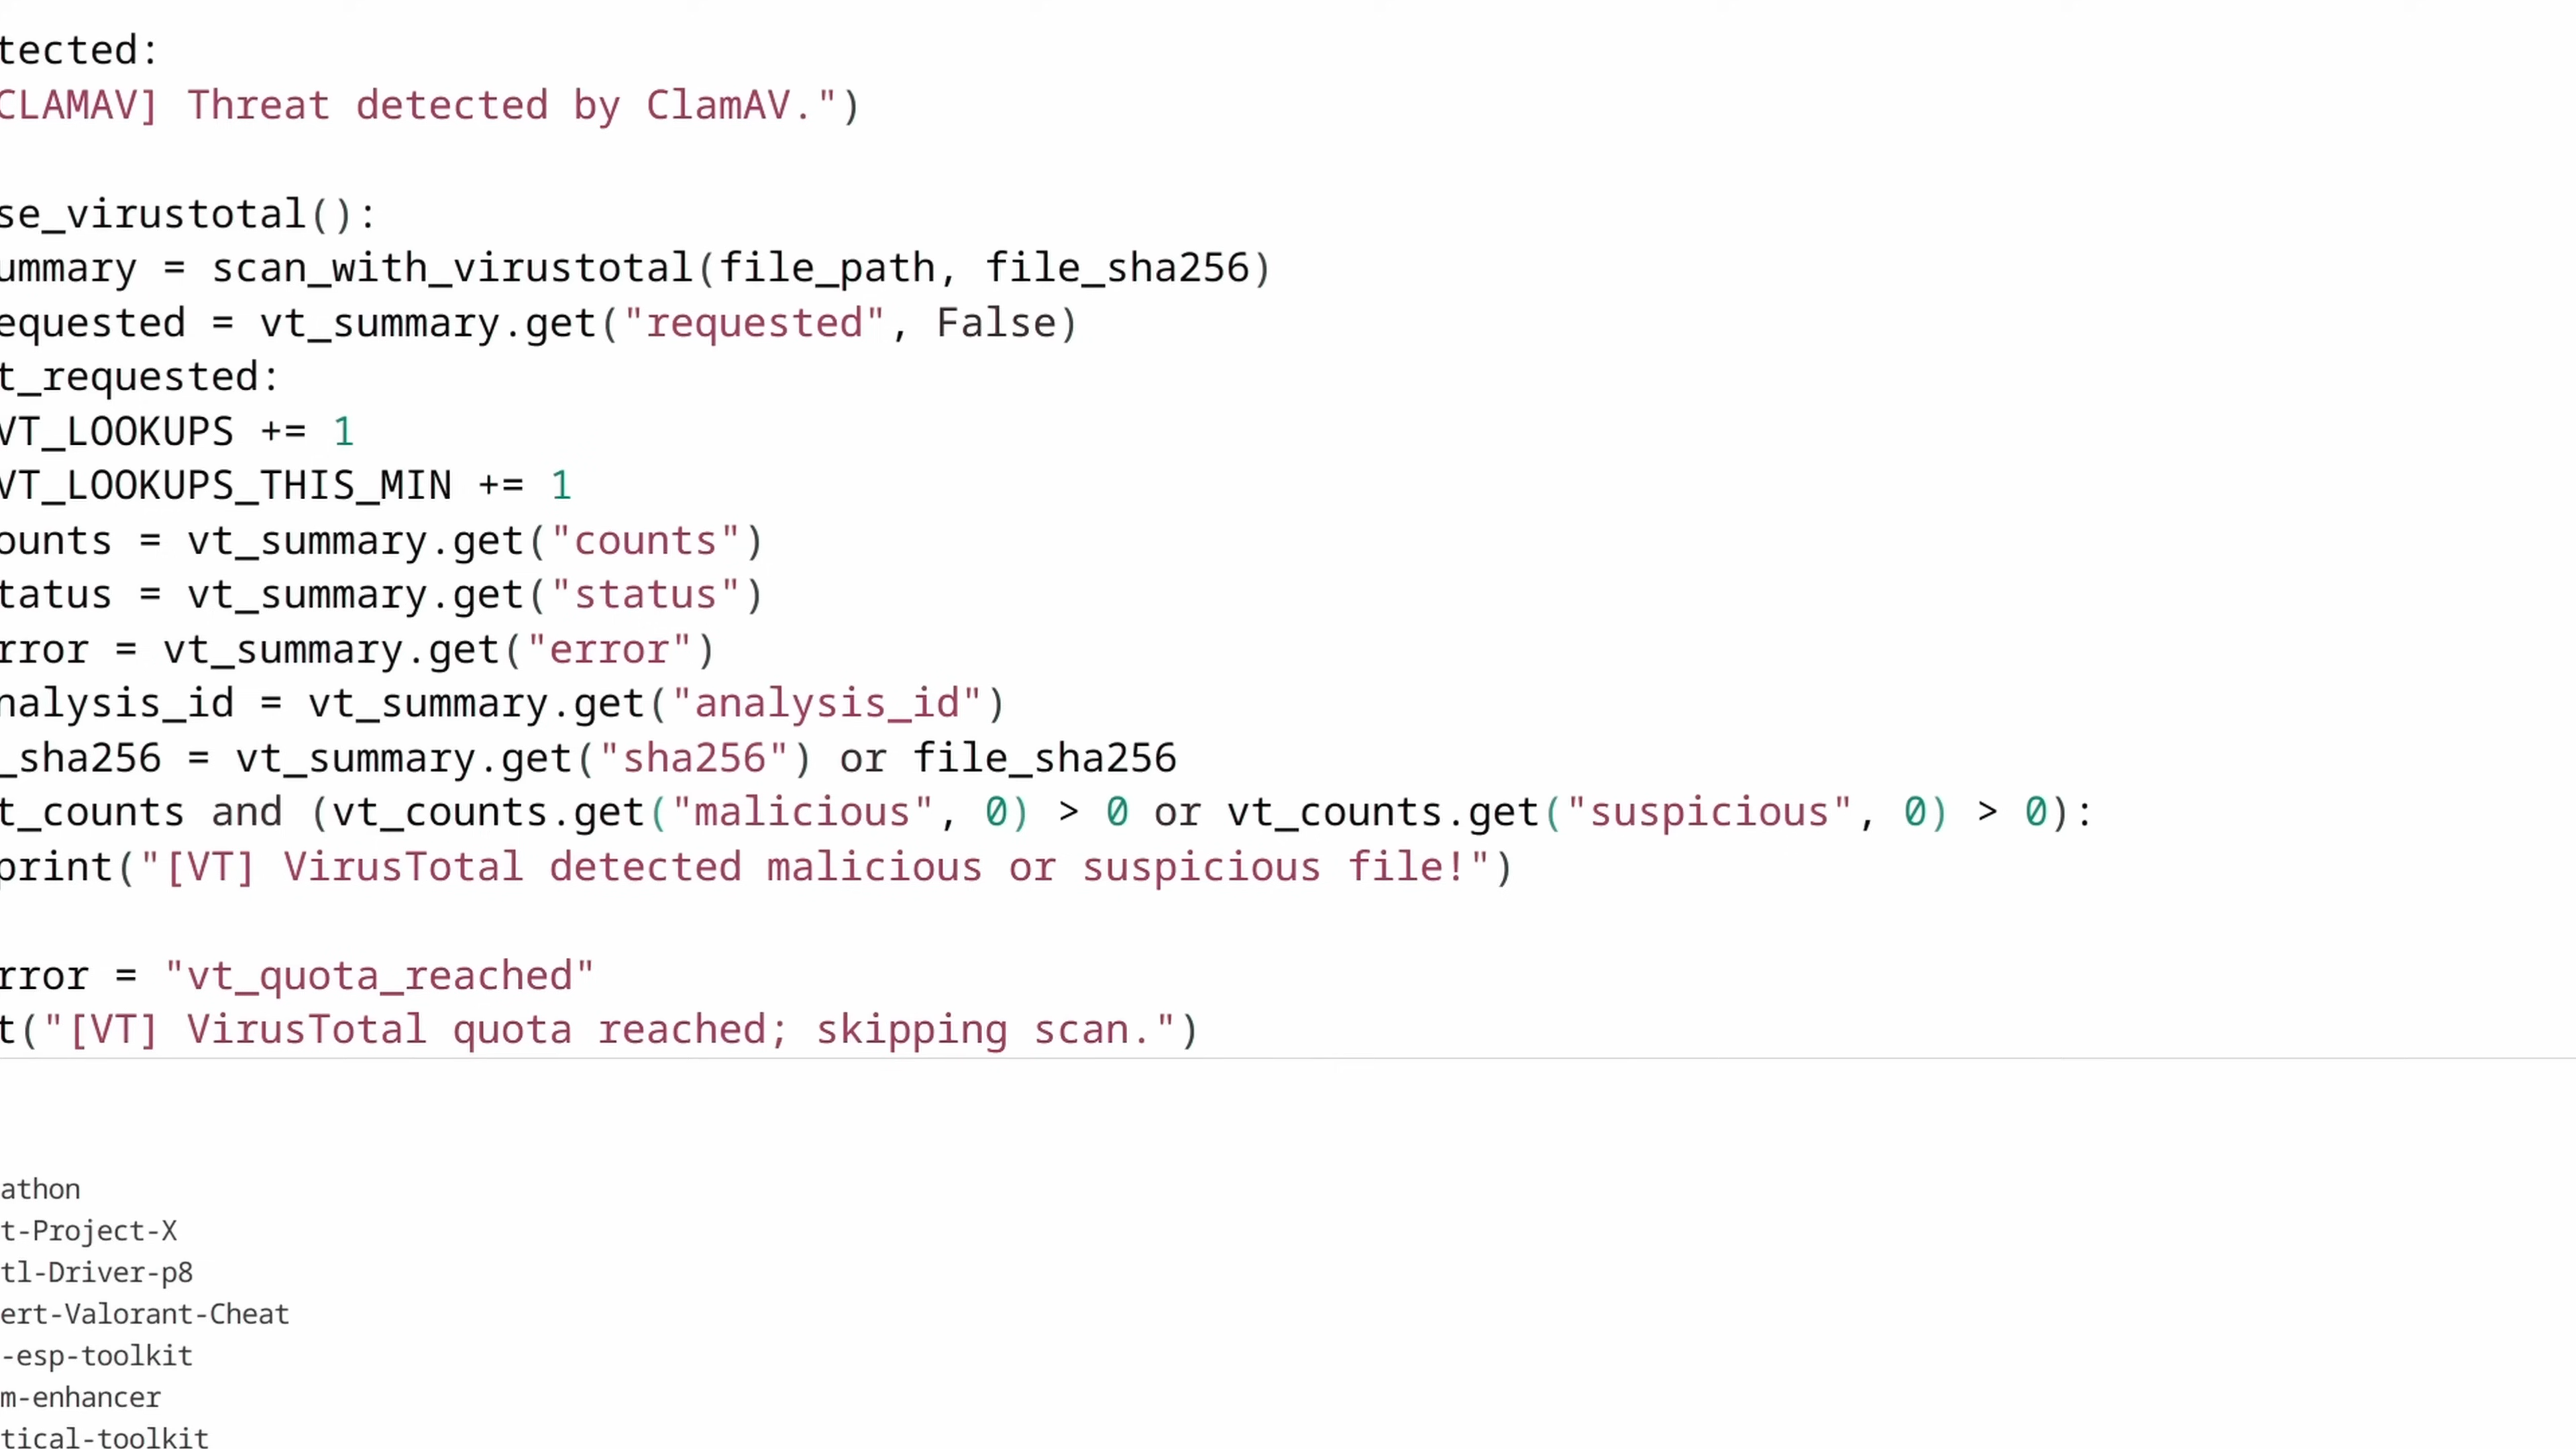 tected:
CLAMAV] Threat detected by ClamAV.")
se_virustotal():
ummary = scan_with_virustotal(file_path, file_sha256)
equested = vt_summary.get("requested", False)
t_requested:
VT_LOOKUPS += 1
VT_LOOKUPS_THIS_MIN += 1
ounts = vt_summary.get("counts")
tatus = vt_summary.get("status")
rror = vt_summary.get("error")
nalysis_id = vt_summary.get("analysis_id")
_sha256 = vt_summary.get("sha256") or file_sha256
t_counts and (vt_counts.get("malicious", 0) > 0 or vt_counts.get("suspicious", 0) > 0):
print("[VT] VirusTotal detected malicious or suspicious file!")
rror = "vt_quota_reached"
t("[VT] VirusTotal quota reached; skipping scan.")
athon
t-Project-X
tl-Driver-p8
ert-Valorant-Cheat
-esp-toolkit
m-enhancer
tical-toolkit